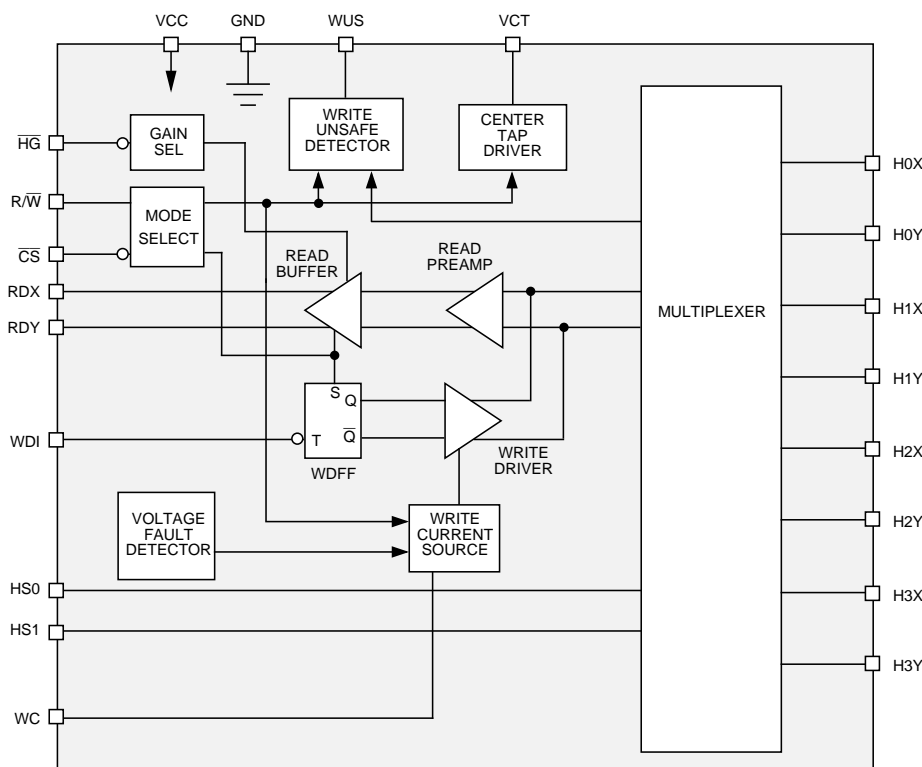 VCC GND WUS VCT
WRITE
UNSAFE
DETECTOR
CENTER
TAP
DRIVER
H̅G̅
GAIN
SEL
R/W̅
C̅S̅
MODE
SELECT
READ
BUFFER
READ
PREAMP
RDX
RDY
MULTIPLEXER
S
Q
T
Q̅
WDI
WDFF
WRITE
DRIVER
VOLTAGE
FAULT
DETECTOR
WRITE
CURRENT
SOURCE
HS0
HS1
WC
H0X
H0Y
H1X
H1Y
H2X
H2Y
H3X
H3Y